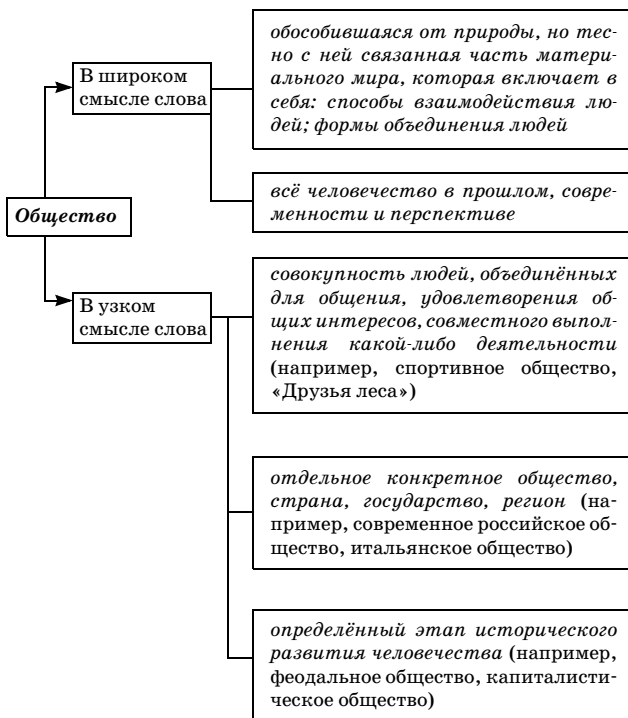 Общество
В широком
смысле слова
обособившаяся от природы, но тес-
но с ней связанная часть матери-
ального мира, которая включает в
себя: способы взаимодействия лю-
дей; формы объединения людей
всё человечество в прошлом, совре-
менности и перспективе
В узком
смысле слова
совокупность людей, объединённых
для общения, удовлетворения об-
щих интересов, совместного выпол-
нения какой-либо деятельности
(например, спортивное общество,
«Друзья леса»)
отдельное конкретное общество,
страна, государство, регион (на-
пример, современное российское об-
щество, итальянское общество)
определённый этап исторического
развития человечества (например,
феодальное общество, капиталисти-
ческое общество)